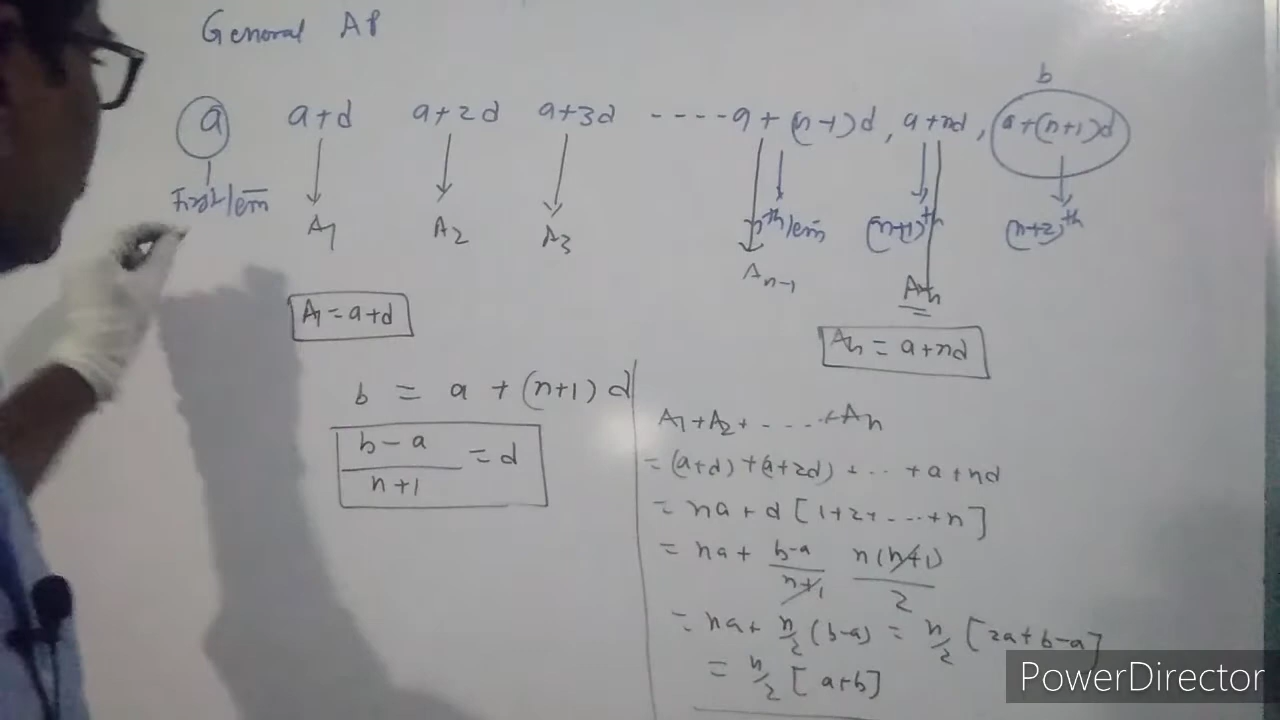 General AP
b
a a+d a+2d a+3d ---- a + (n-1)d , a+nd , a+(n+1)d
First term A1 A2 A3 nth term (n+1)th (n+2)th
An-1
An
A1 = a+d
An = a+nd
b = a + (n+1) d
b-a / n+1 = d
A1+A2+ ---- +An
= (a+d) + (a+2d) + -- + a+nd
= na + d [1+2+ --- +n]
= na + b-a / n+1 n(n+1) / 2
= na + n/2 (b-a) = n/2 [2a+b-a]
= n/2 [a+b]
PowerDirector